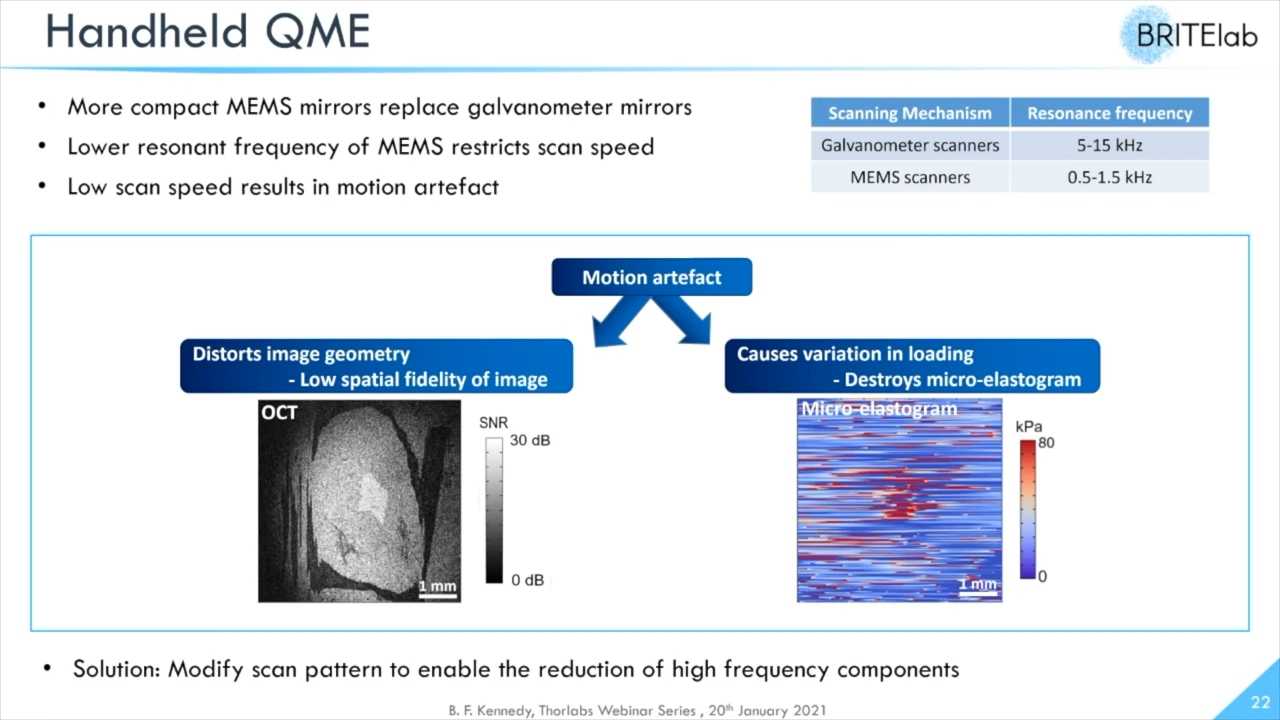 Handheld QME
BRITElab
• More compact MEMS mirrors replace galvanometer mirrors
• Lower resonant frequency of MEMS restricts scan speed
• Low scan speed results in motion artefact
Scanning Mechanism Resonance frequency
Galvanometer scanners 5-15 kHz
MEMS scanners 0.5-1.5 kHz
Motion artefact
Distorts image geometry
- Low spatial fidelity of image
OCT
SNR
30 dB
0 dB
1 mm
Causes variation in loading
- Destroys micro-elastogram
Micro-elastogram
kPa
80
0
1 mm
• Solution: Modify scan pattern to enable the reduction of high frequency components
B. F. Kennedy, Thorlabs Webinar Series , 20th January 2021
22